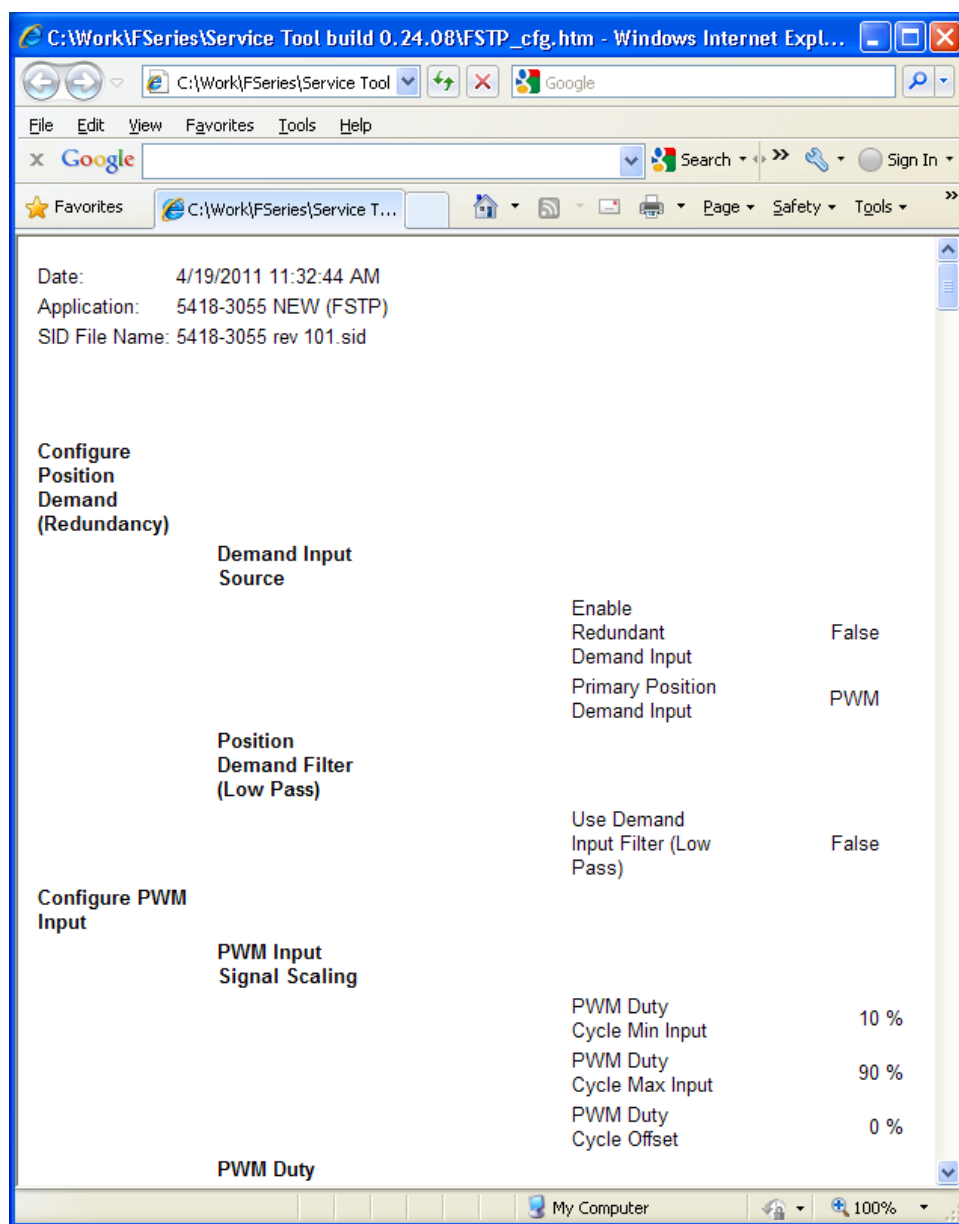 C:\Work\FSeries\Service Tool build 0.24.08\FSTP_cfg.htm - Windows Internet Expl...
C:\Work\FSeries\Service Tool
Google
File Edit View Favorites Tools Help
x Google Search Sign In
Favorites C:\Work\FSeries\Service T... Page Safety Tools
Date: 4/19/2011 11:32:44 AM
Application: 5418-3055 NEW (FSTP)
SID File Name: 5418-3055 rev 101.sid
Configure
Position
Demand
(Redundancy)
Demand Input
Source
Enable
Redundant
Demand Input
False
Primary Position
Demand Input
PWM
Position
Demand Filter
(Low Pass)
Use Demand
Input Filter (Low
Pass)
False
Configure PWM
Input
PWM Input
Signal Scaling
PWM Duty
Cycle Min Input
10 %
PWM Duty
Cycle Max Input
90 %
PWM Duty
Cycle Offset
0 %
PWM Duty
My Computer 100%